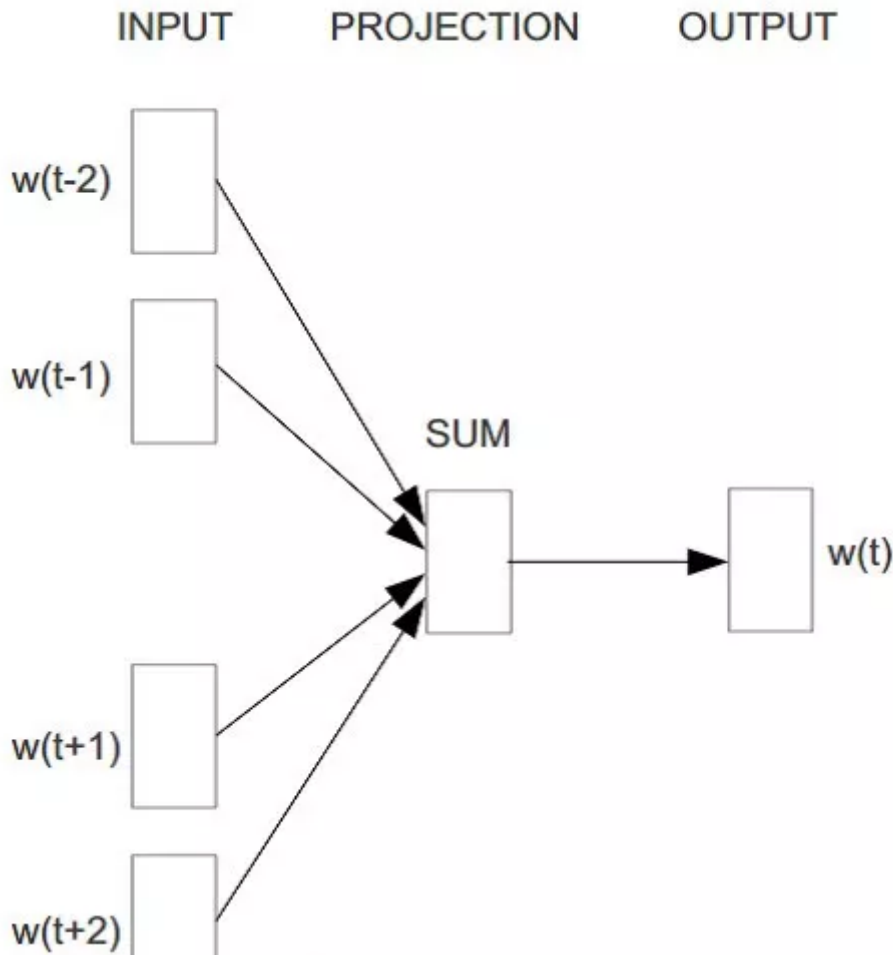 INPUT PROJECTION OUTPUT
w(t-2)
w(t-1)
SUM
w(t)
w(t+1)
w(t+2)